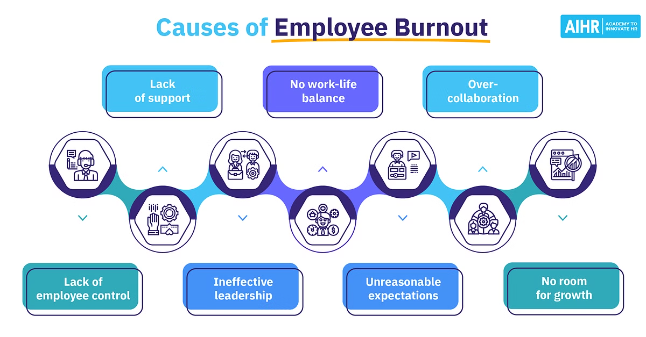 Causes of Employee Burnout
AIHR
ACADEMY TO
INNOVATE HR
Lack
of support
No work-life
balance
Over-
collaboration
Lack of
employee control
Ineffective
leadership
Unreasonable
expectations
No room
for growth